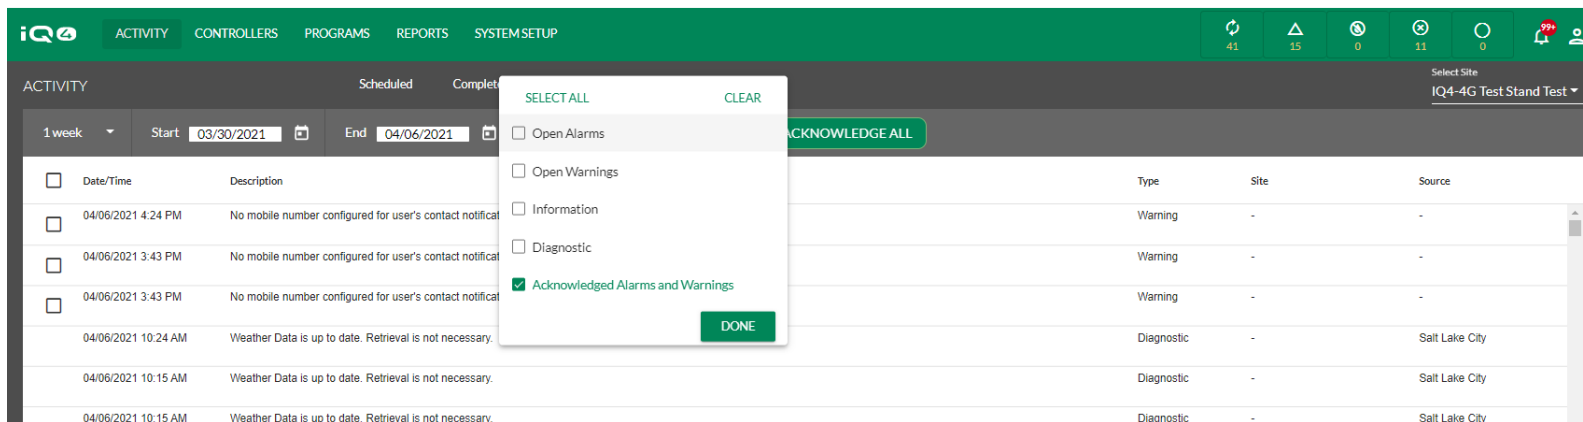 iQ4 ACTIVITY CONTROLLERS PROGRAMS REPORTS SYSTEM SETUP 41 15 0 11 0 99+
ACTIVITY Scheduled Complet Select Site
IQ4-4G Test Stand Test
SELECT ALL CLEAR
1 week Start 03/30/2021 End 04/06/2021 Open Alarms ACKNOWLEDGE ALL
Open Warnings
Date/Time Description Type Site Source
Information
04/06/2021 4:24 PM No mobile number configured for user's contact notificat Warning - -
Diagnostic
04/06/2021 3:43 PM No mobile number configured for user's contact notificat Warning - -
Acknowledged Alarms and Warnings
04/06/2021 3:43 PM No mobile number configured for user's contact notificat Warning - -
DONE
04/06/2021 10:24 AM Weather Data is up to date. Retrieval is not necessary. Diagnostic - Salt Lake City
04/06/2021 10:15 AM Weather Data is up to date. Retrieval is not necessary. Diagnostic - Salt Lake City
04/06/2021 10:15 AM Weather Data is up to date. Retrieval is not necessary. Diagnostic - Salt Lake City